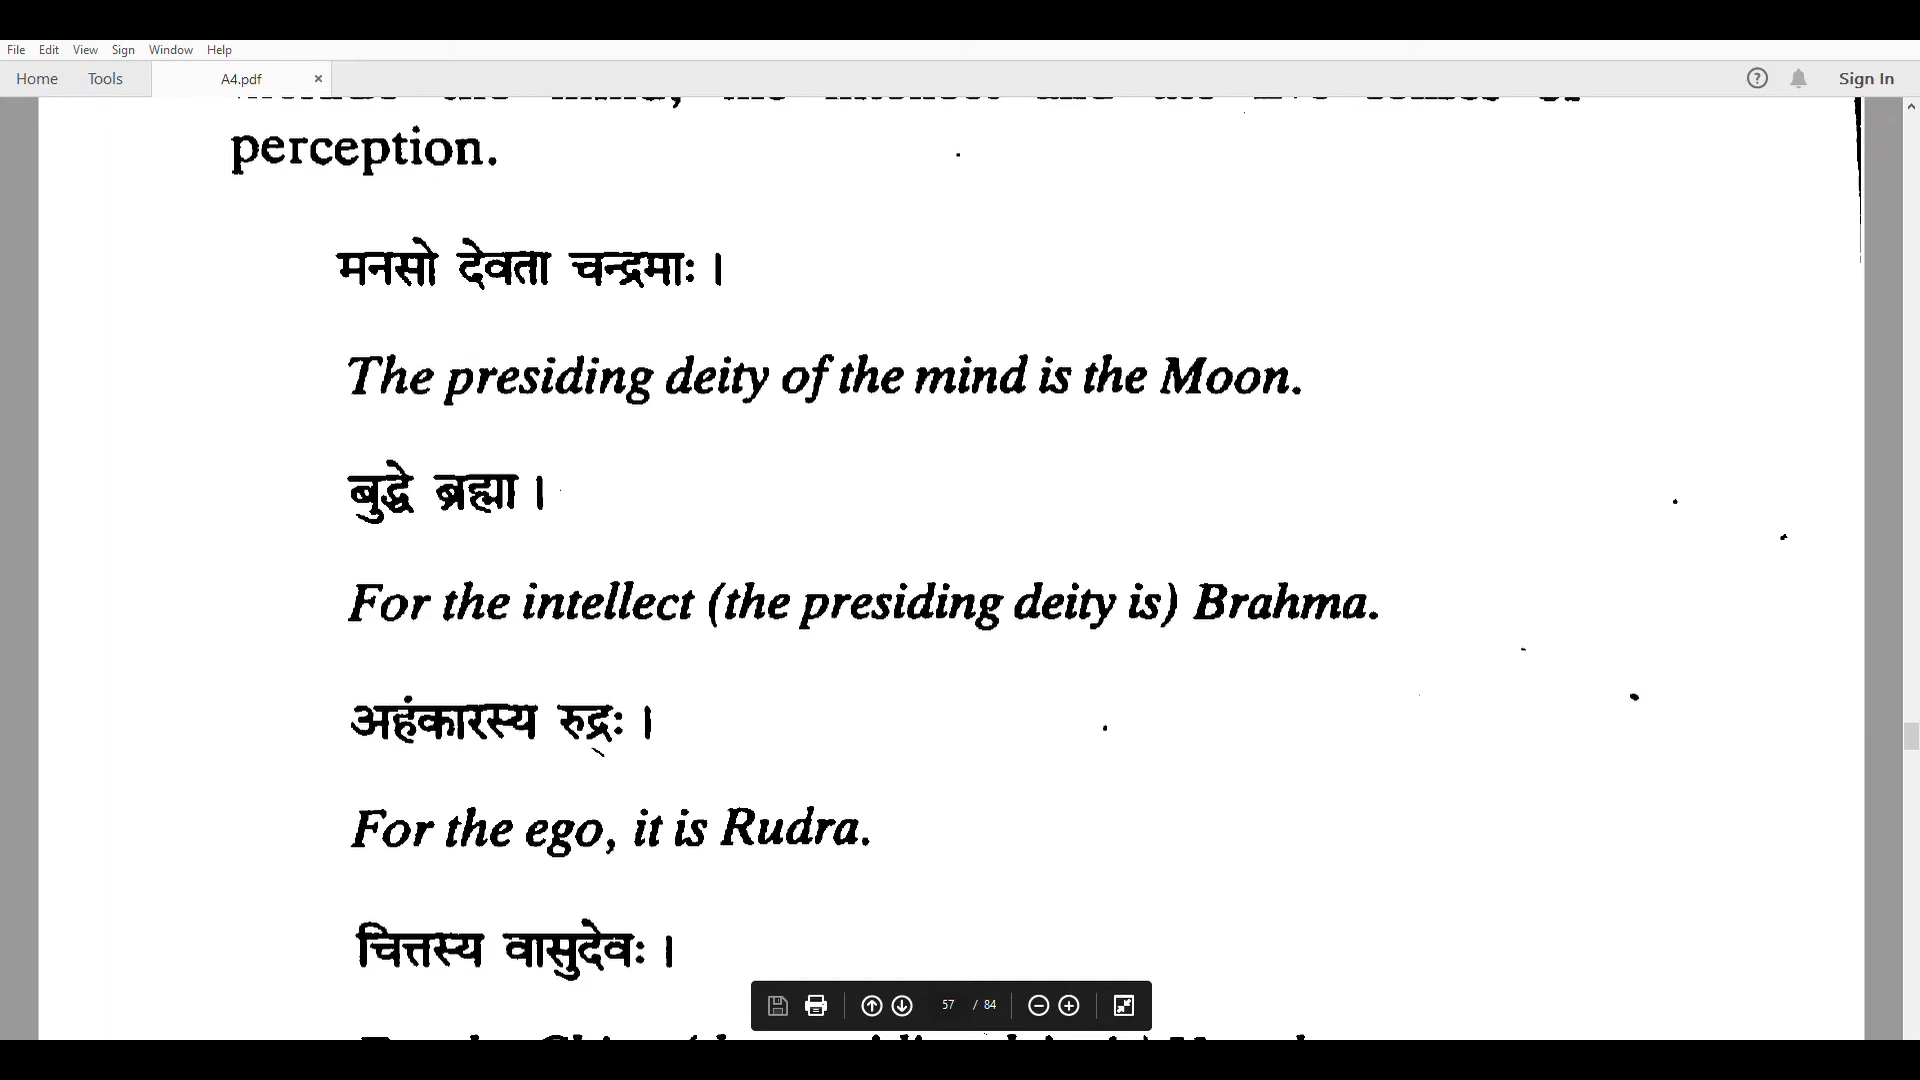 File Edit View Sign Window Help
Home Tools A4.pdf × ? Sign In
perception.
मनसो देवता चन्द्रमाः ।
The presiding deity of the mind is the Moon.
बुद्धे ब्रह्मा ।
For the intellect (the presiding deity is) Brahma.
अहंकारस्य रुद्रः ।
For the ego, it is Rudra.
चित्तस्य वासुदेवः ।
57 / 84